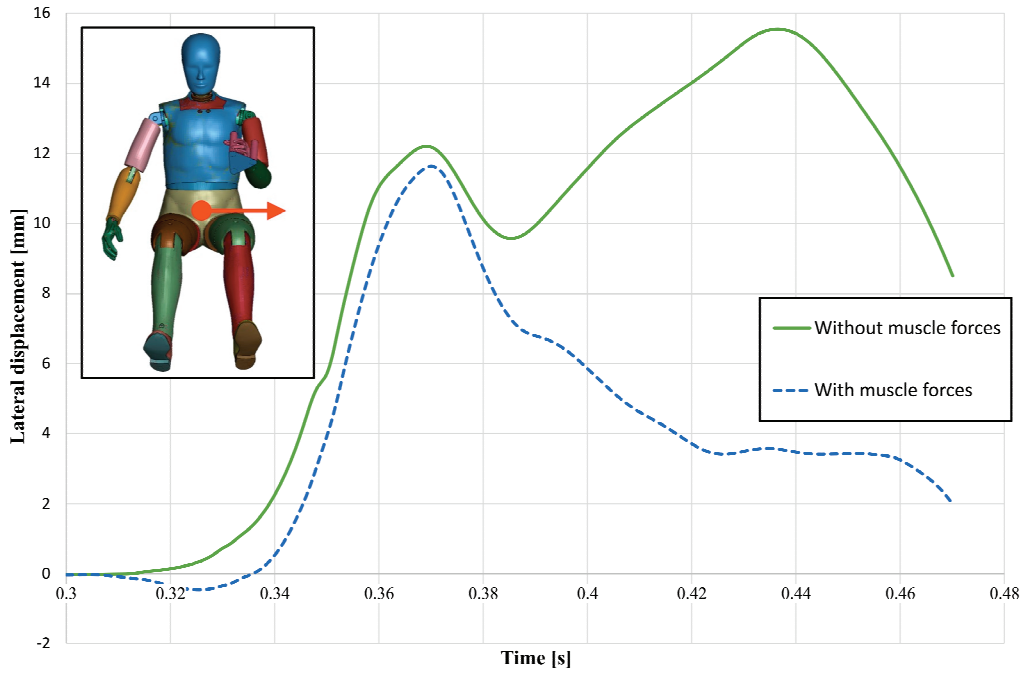 16
14
12
10
8
6
4
2
0
-2
Lateral displacement [mm]
Without muscle forces
With muscle forces
0.3 0.32 0.34 0.36 0.38 0.4 0.42 0.44 0.46 0.48
Time [s]